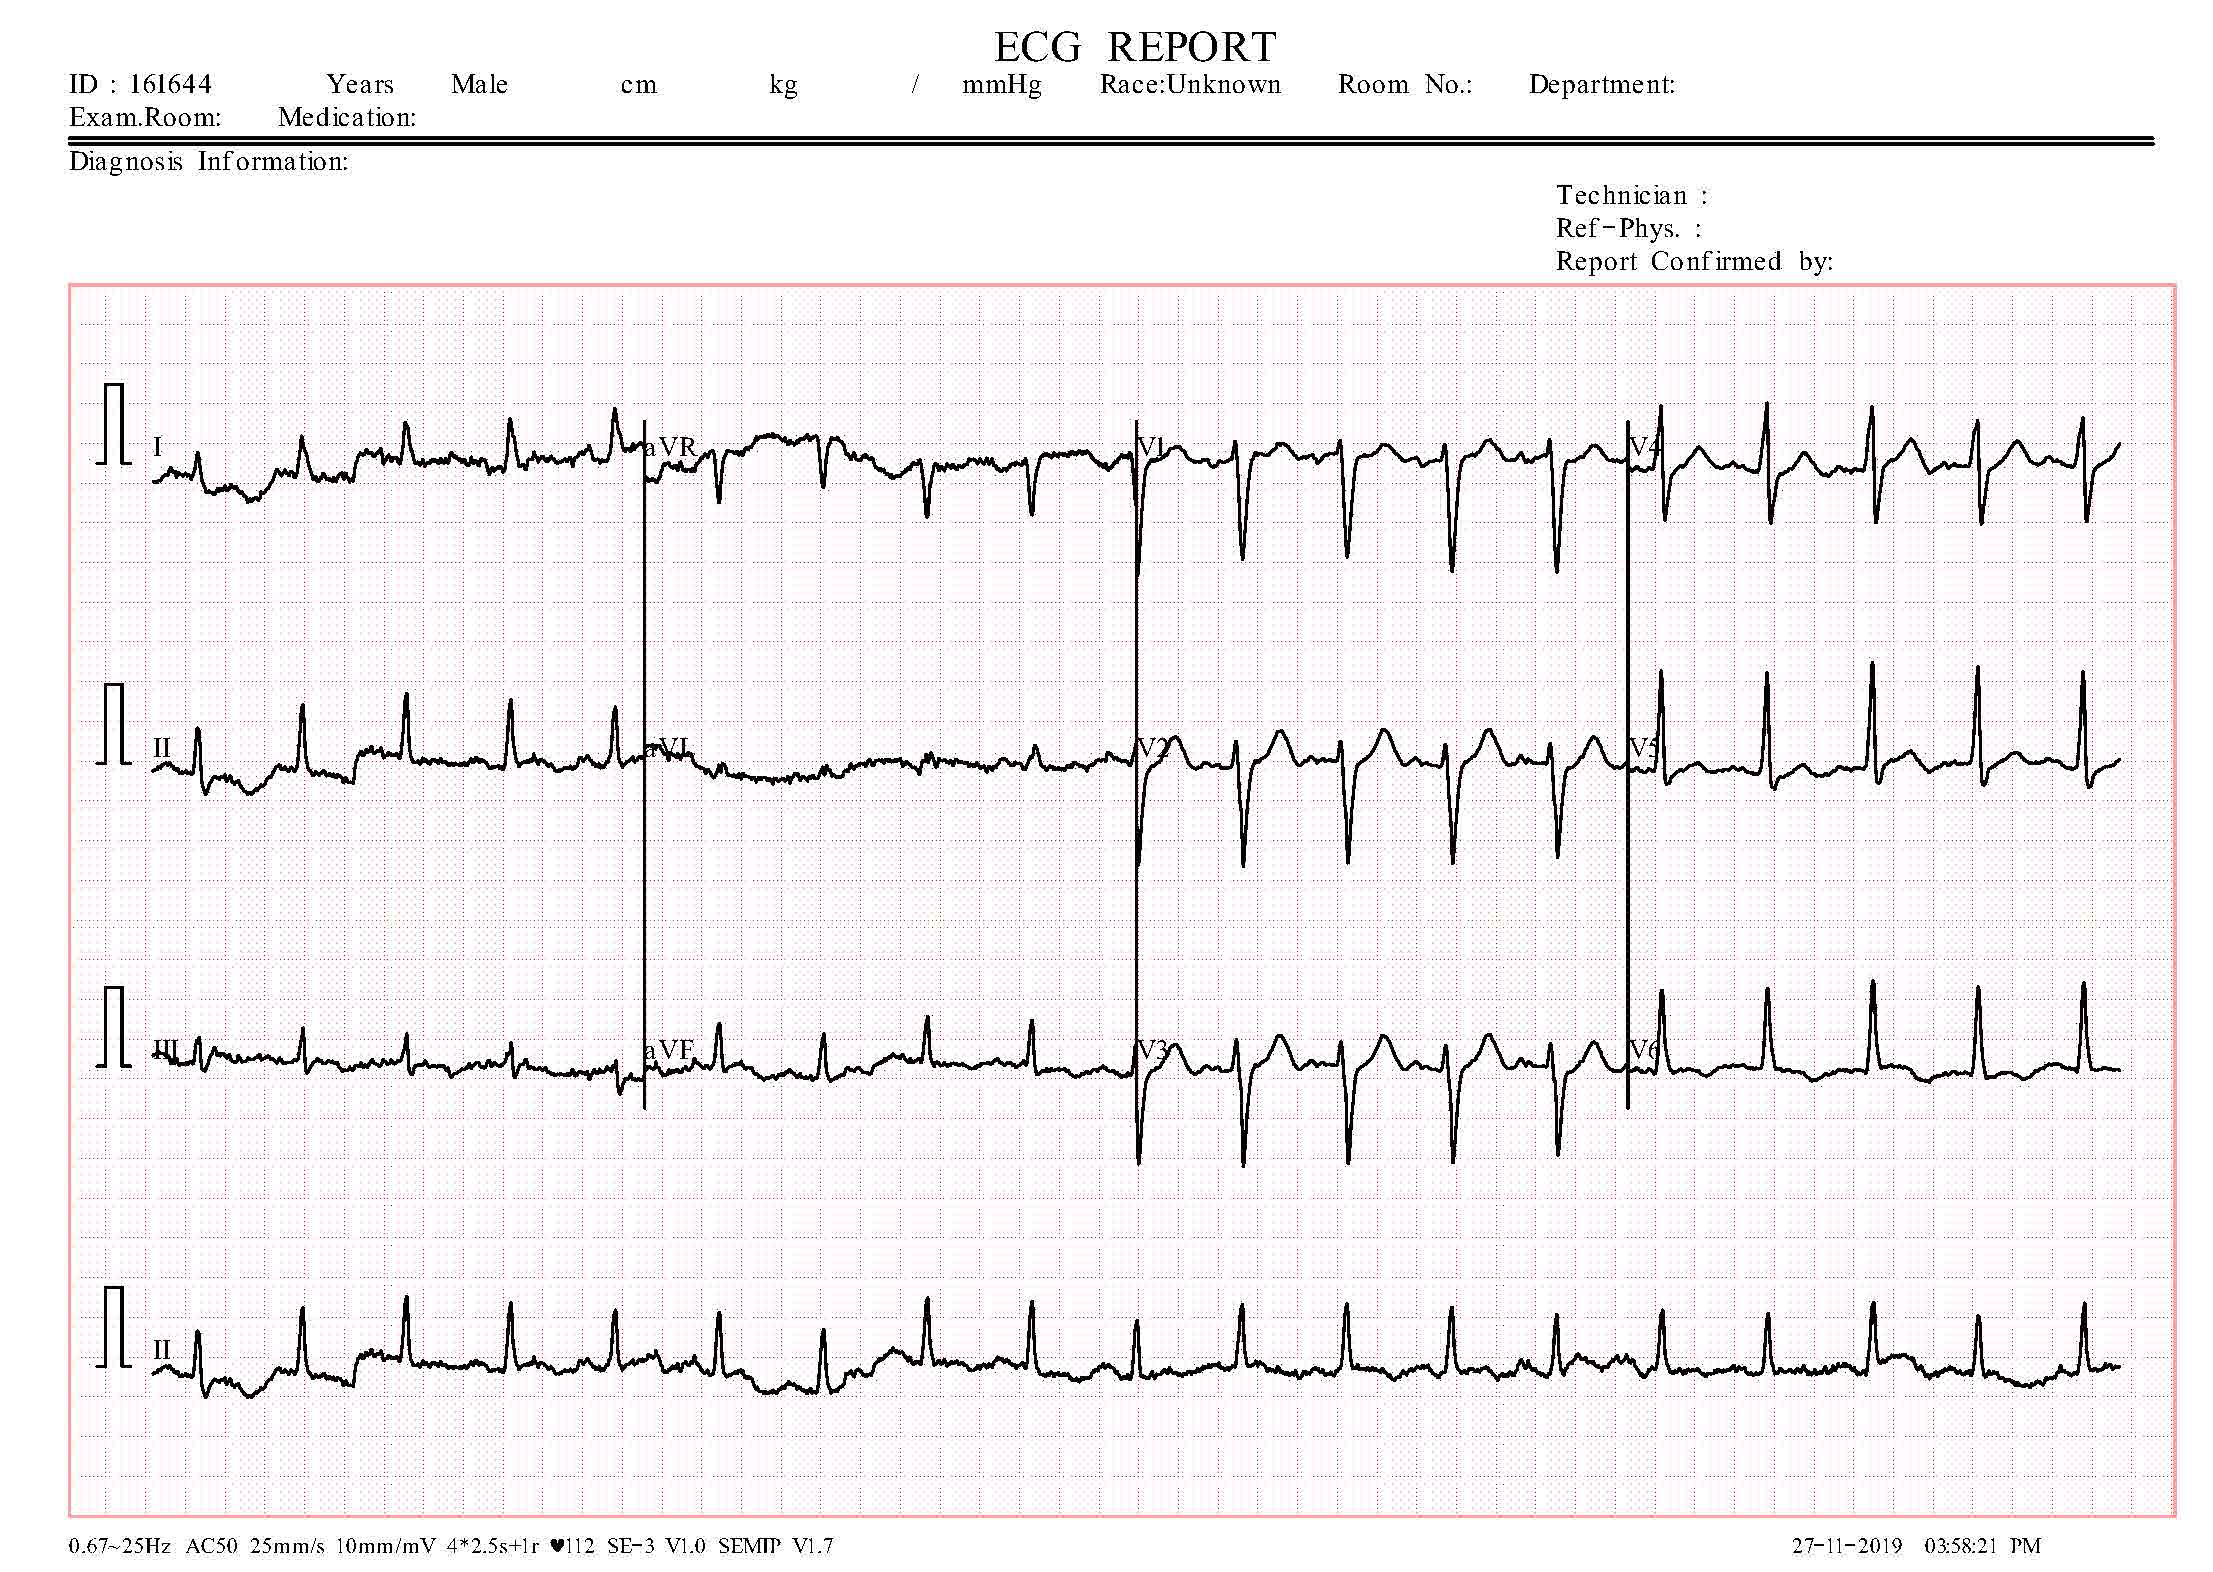 ECG REPORT
ID : 161644 Years Male cm kg / mmHg Race:Unknown Room No.: Department:
Exam.Room: Medication:
Diagnosis Information:
Technician :
Ref-Phys. :
Report Confirmed by:
I aVR V1 V4
II aVL V2 V5
III aVF V3 V6
II
0.67~25Hz AC50 25mm/s 10mm/mV 4*2.5s+1r ♥112 SE-3 V1.0 SEMIP V1.7 27-11-2019 03:58:21 PM